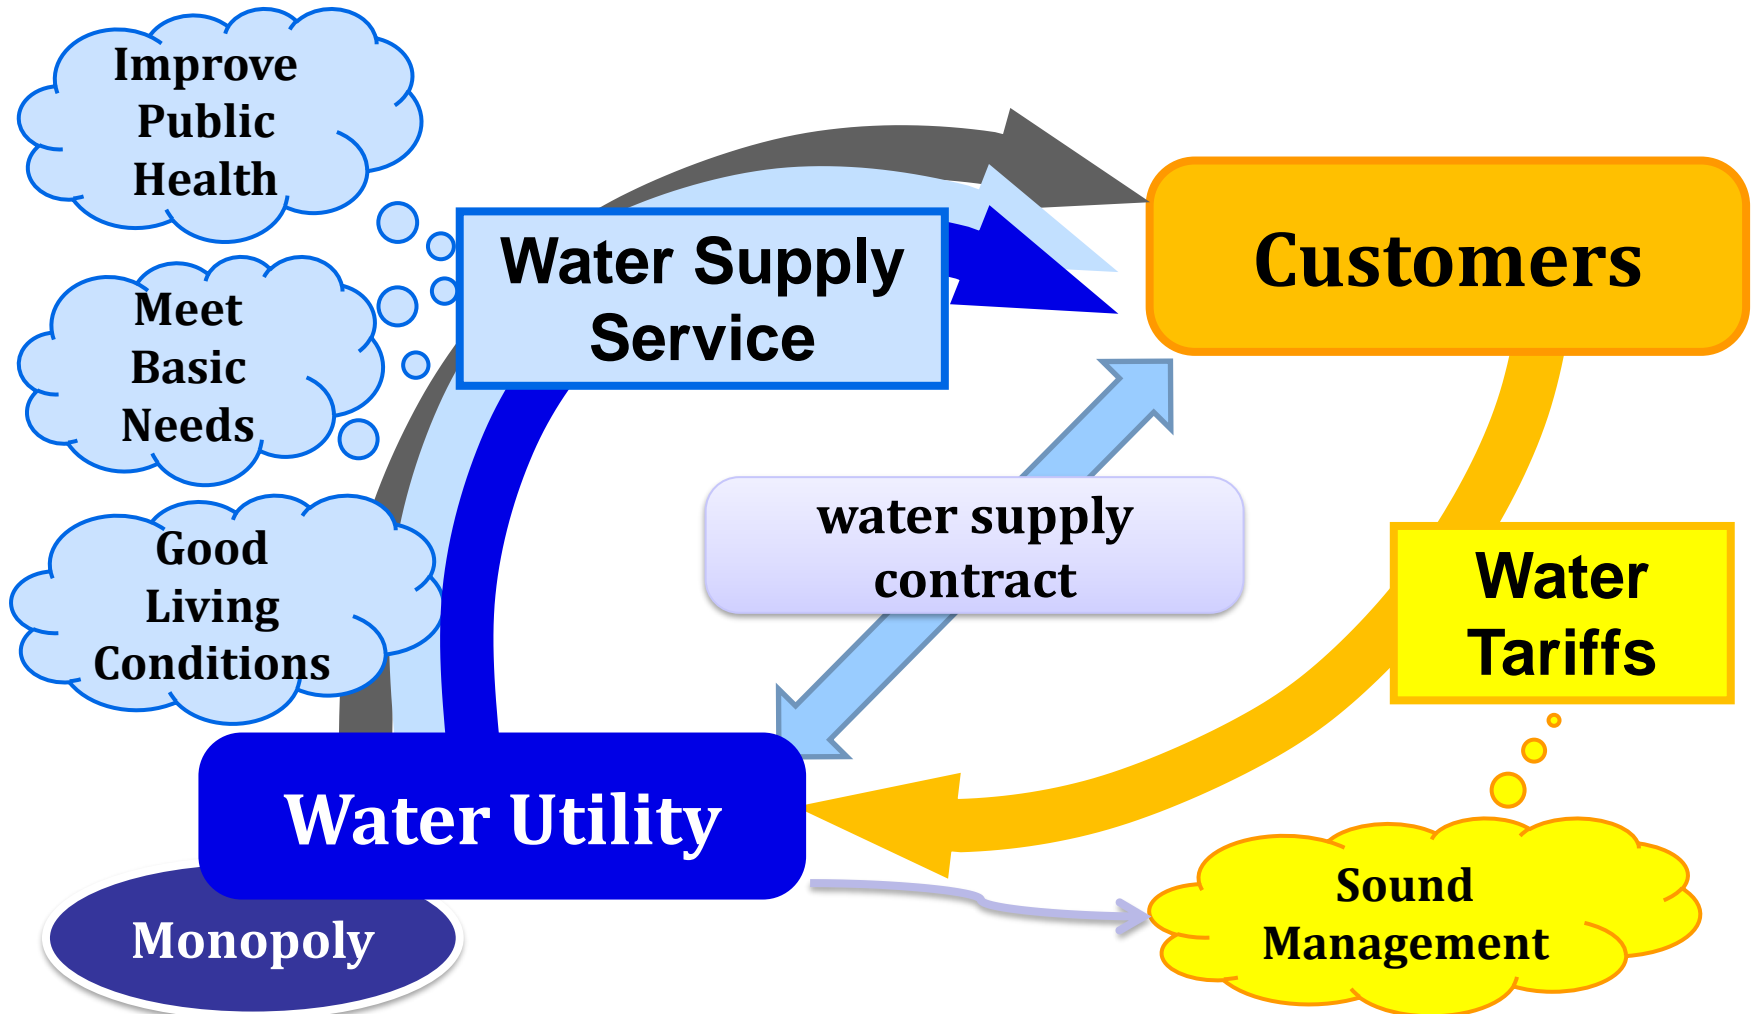 Improve
Public
Health
Water Supply
Service
Customers
Meet
Basic
Needs
water supply
contract
Good
Living
Conditions
Water
Tariffs
Water Utility
Monopoly
Sound
Management